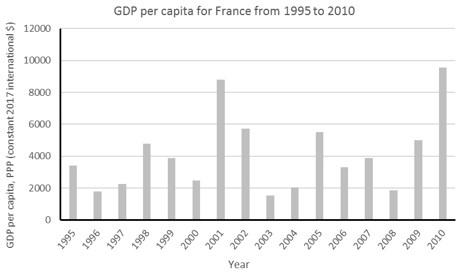 GDP per capita for France from 1995 to 2010
GDP per capita, PPP (constant 2017 international $)
12000
10000
8000
6000
4000
2000
0
1995 1996 1997 1998 1999 2000 2001 2002 2003 2004 2005 2006 2007 2008 2009 2010
Year